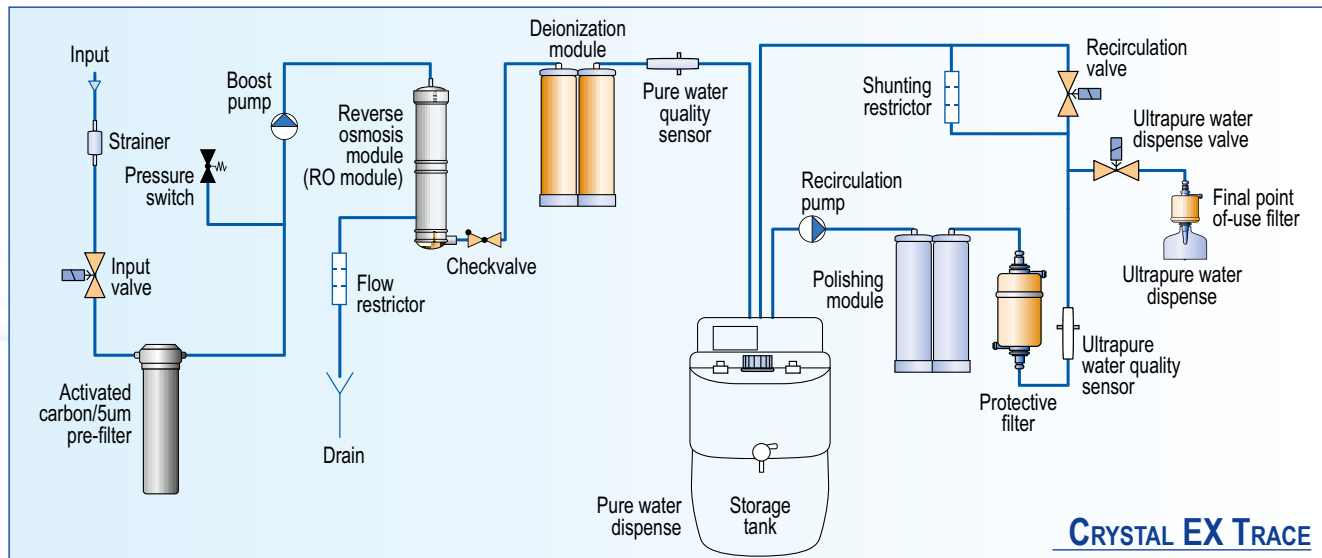 Input
Strainer
Pressure
switch
Input
valve
Activated
carbon/5um
pre-filter
Boost
pump
Reverse
osmosis
module
(RO module)
Flow
restrictor
Drain
Checkvalve
Deionization
module
Pure water
quality
sensor
Pure water
dispense
Storage
tank
Recirculation
pump
Polishing
module
Protective
filter
Ultrapure
water quality
sensor
Shunting
restrictor
Recirculation
valve
Ultrapure water
dispense valve
Final point
of-use filter
Ultrapure water
dispense
CRYSTAL EX TRACE